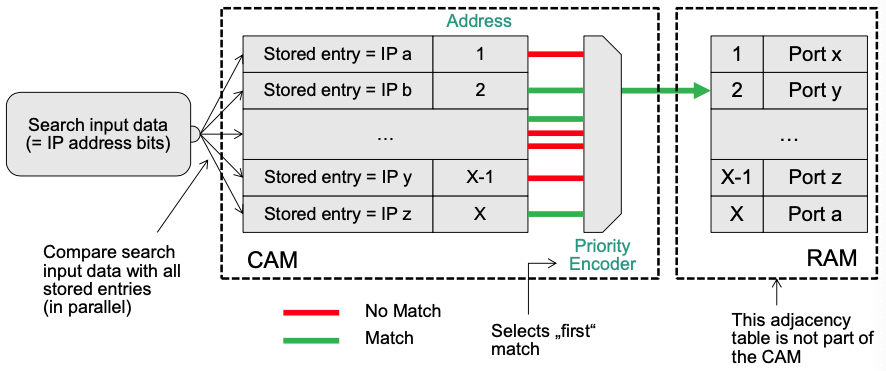 Address
Stored entry = IP a 1
Stored entry = IP b 2
...
Stored entry = IP y X-1
Stored entry = IP z X
Search input data
(= IP address bits)
1 Port x
2 Port y
...
X-1 Port z
X Port a
Compare search
input data with all
stored entries
(in parallel)
CAM
Priority
Encoder
RAM
No Match
Match
Selects „first“
match
This adjacency
table is not part of
the CAM